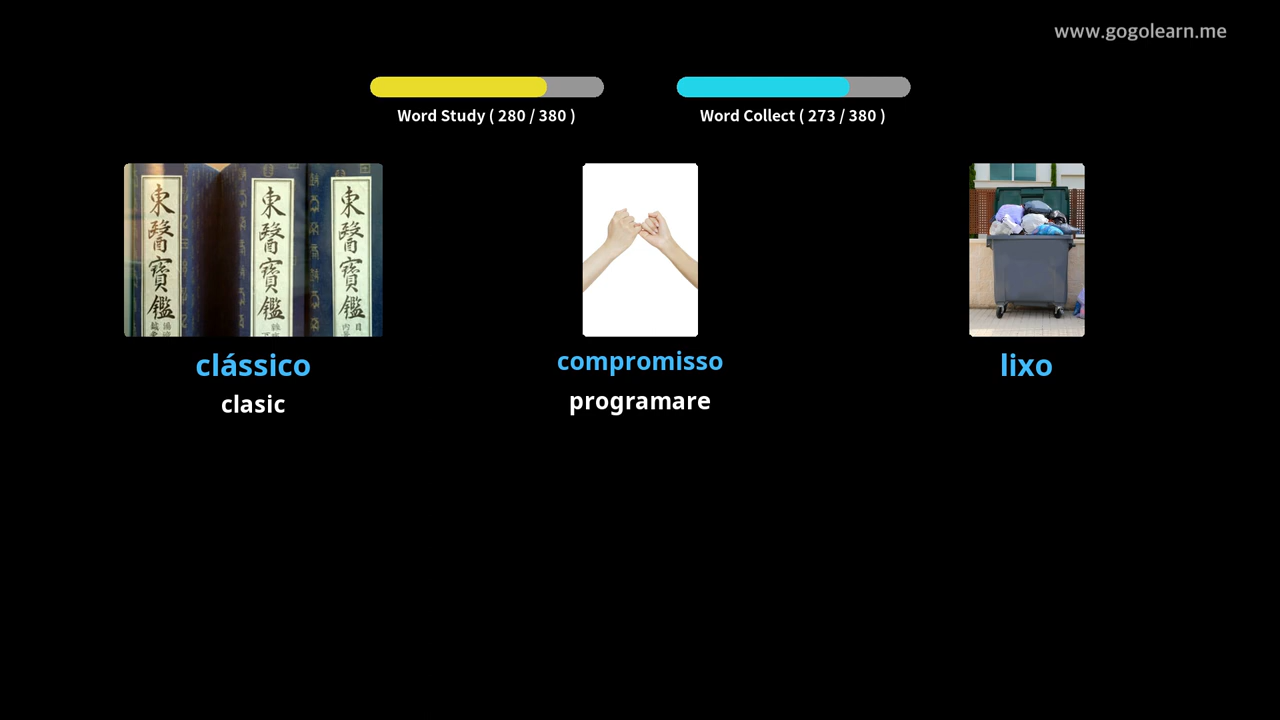 www.gogolearn.me
Word Study ( 280 / 380 )
Word Collect ( 273 / 380 )
東醫寶鑑
東醫寶鑑
東醫寶鑑
clássico
compromisso
lixo
clasic
programare